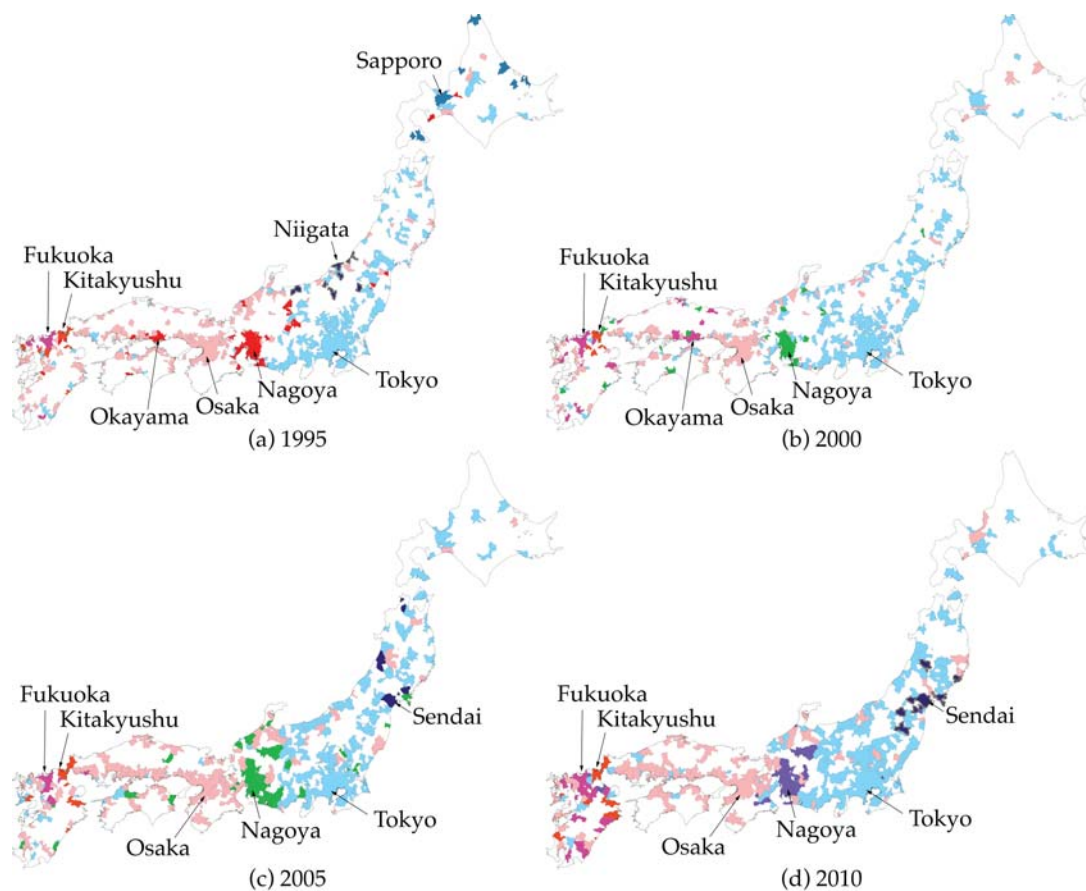 Sapporo
Niigata
Fukuoka
Kitakyushu
Tokyo
Nagoya
Osaka
Okayama
(a) 1995
Fukuoka
Kitakyushu
Tokyo
Nagoya
Osaka
Okayama
(b) 2000
Fukuoka
Kitakyushu
Sendai
Tokyo
Nagoya
Osaka
(c) 2005
Fukuoka
Kitakyushu
Sendai
Tokyo
Nagoya
Osaka
(d) 2010